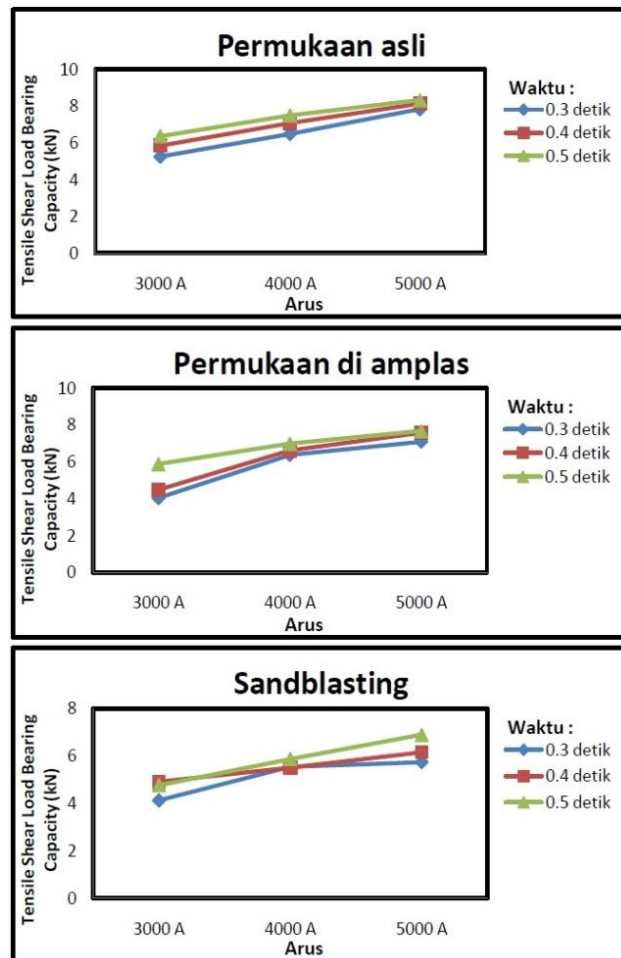 Permukaan asli
Tensile Shear Load Bearing
Capacity (kN)
10
8
6
4
2
0
3000 A 4000 A 5000 A
Arus
Waktu :
0.3 detik
0.4 detik
0.5 detik
Permukaan di amplas
Tensile Shear Load Bearing
Capacity (kN)
10
8
6
4
2
0
3000 A 4000 A 5000 A
Arus
Waktu :
0.3 detik
0.4 detik
0.5 detik
Sandblasting
Tensile Shear Load Bearing
Capacity (kN)
8
6
4
2
0
3000 A 4000 A 5000 A
Arus
Waktu :
0.3 detik
0.4 detik
0.5 detik